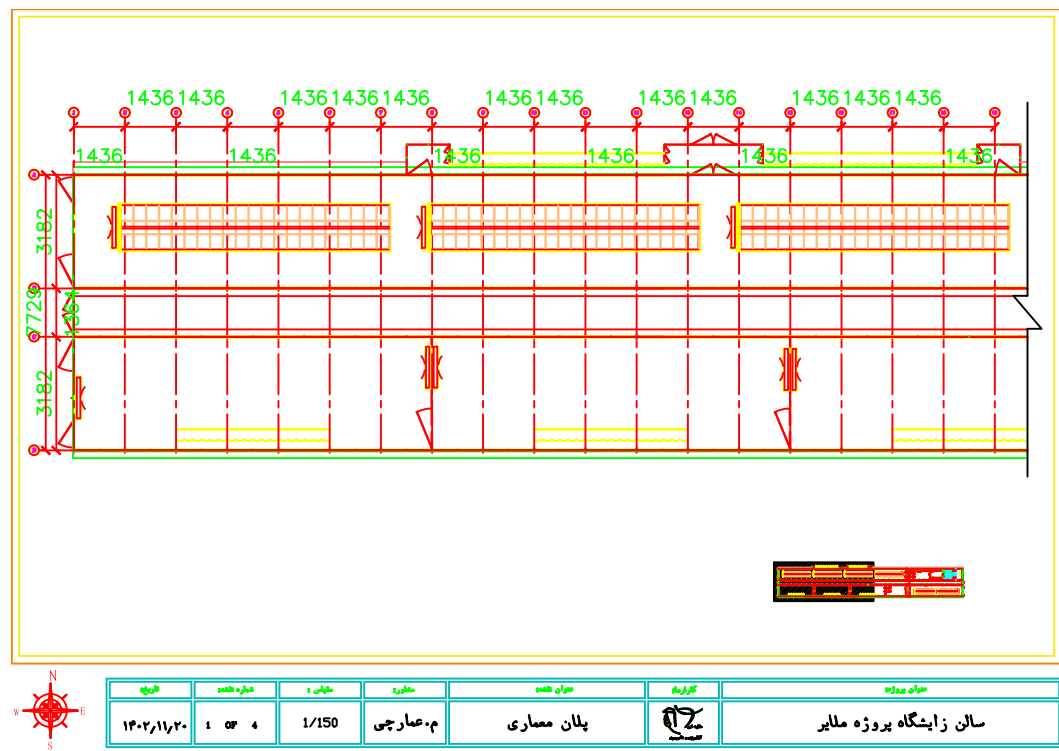 1436 1436 1436 1436 1436 1436 1436 1436 1436 1436 1436 1436
1436 1436 1436 1436 1436 1436
3182
7729
1364
3182
N
W E
S
تاریخ: شماره نقشه: مقیاس : مشاور: عنوان نقشه: کارفرما: عنوان پروژه:
۱۴۰۲,۱۱,۲۰ 1 OF 4 1/150 م.عمارچی پلان معماری سالن زایشگاه پروژه ملایر